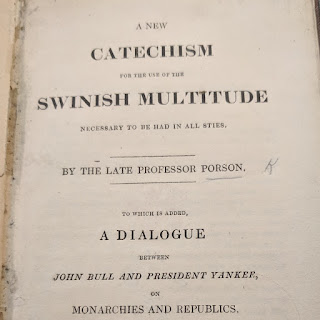 A NEW
CATECHISM
FOR THE USE OF THE
SWINISH MULTITUDE
NECESSARY TO BE HAD IN ALL STIES.
BY THE LATE PROFESSOR PORSON.
TO WHICH IS ADDED,
A DIALOGUE
BETWEEN
JOHN BULL AND PRESIDENT YANKEE,
ON
MONARCHIES AND REPUBLICS.